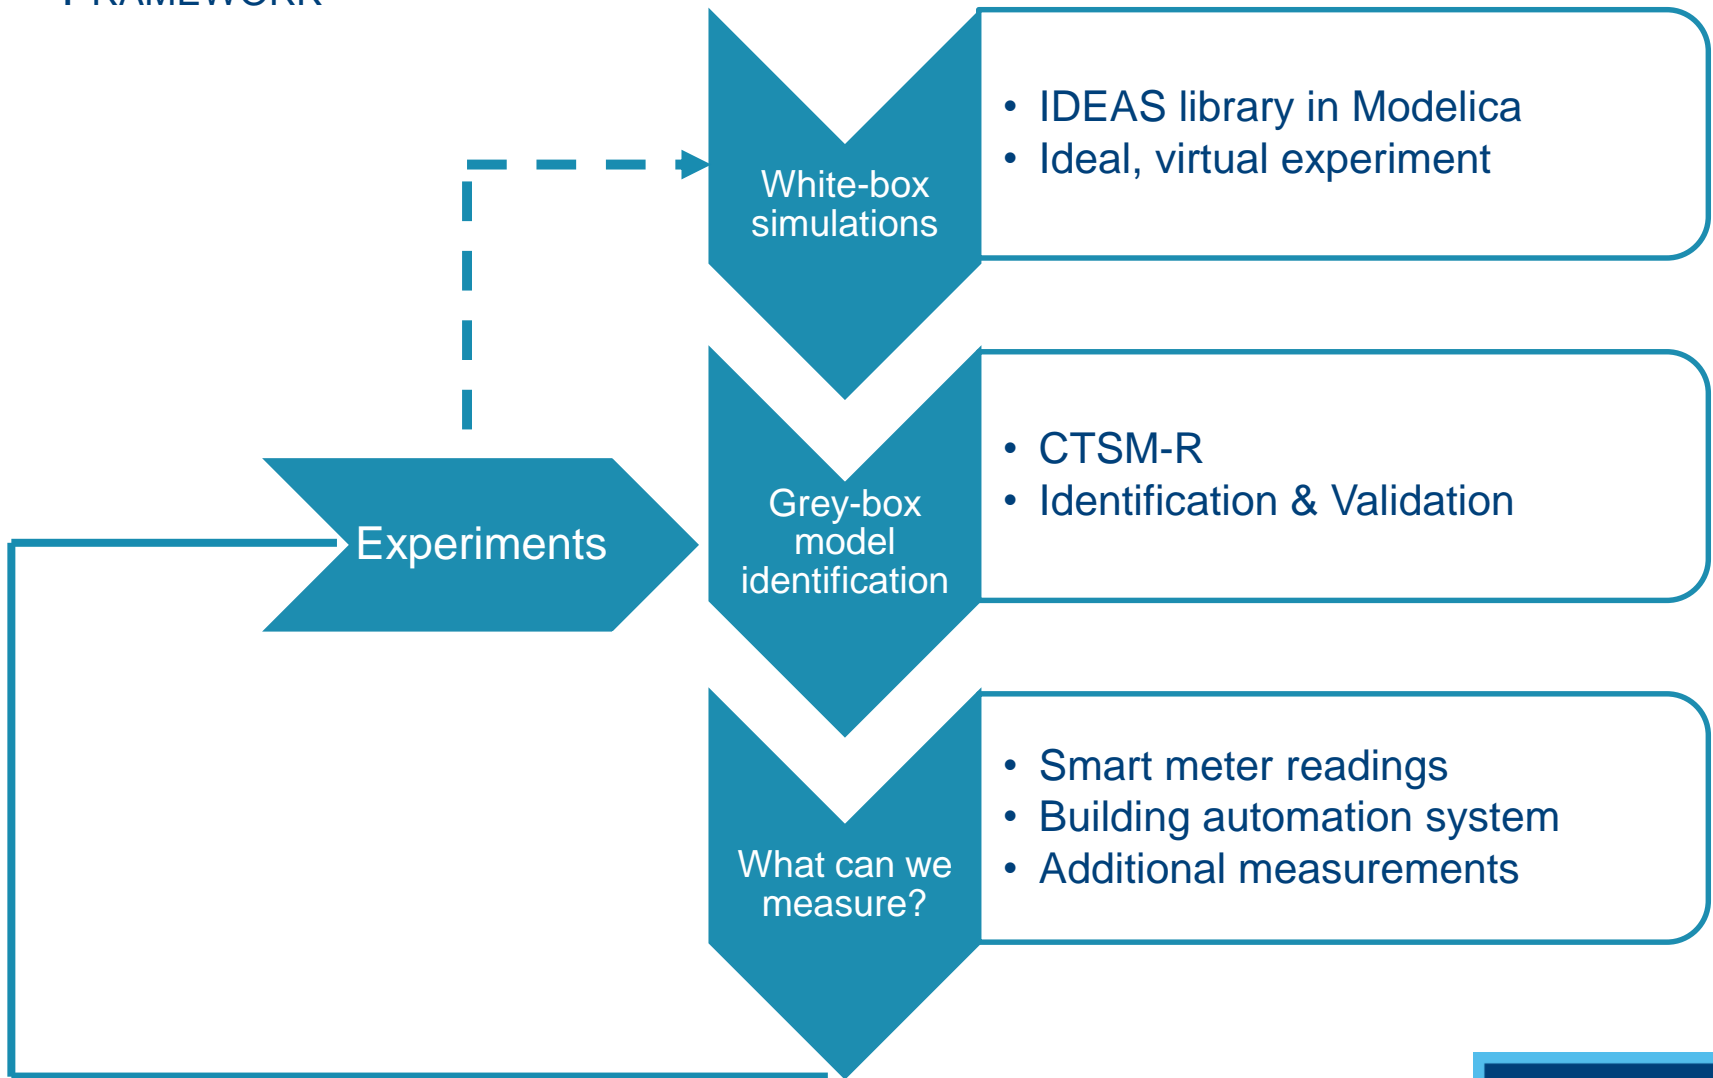 FRAMEWORK
• IDEAS library in Modelica
• Ideal, virtual experiment
White-box
simulations
• CTSM-R
• Identification & Validation
Grey-box
model
identification
Experiments
• Smart meter readings
• Building automation system
• Additional measurements
What can we
measure?